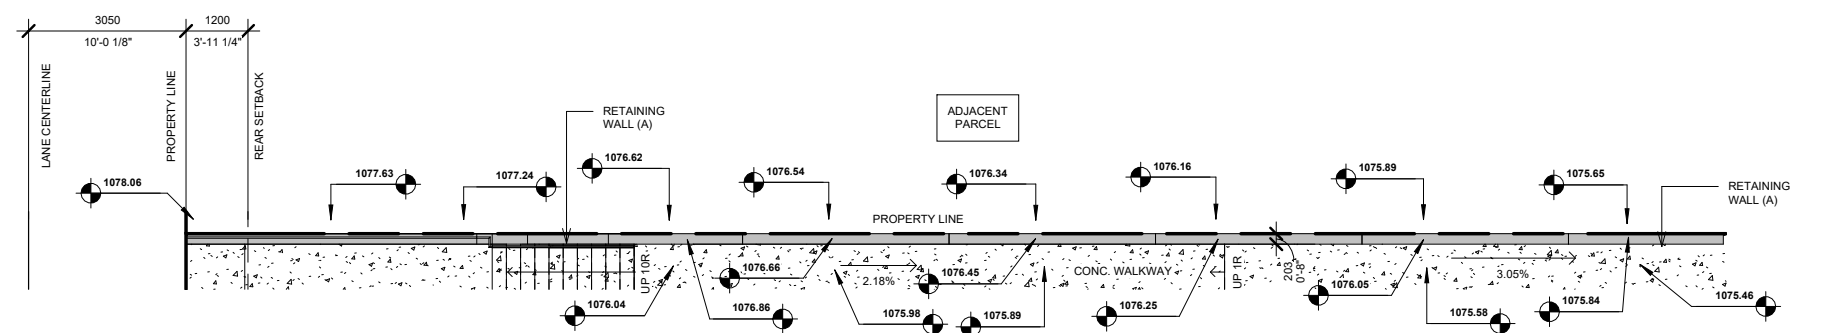 3050
10'-0 1/8"
1200
3'-11 1/4"
LANE CENTERLINE
PROPERTY LINE
REAR SETBACK
RETAINING
WALL (A)
ADJACENT
PARCEL
1078.06
1077.63
1077.24
1076.62
1076.54
1076.34
1076.16
1075.89
1075.65
RETAINING
WALL (A)
PROPERTY LINE
UP 10R
1076.66
2.18%
1076.45
CONC. WALKWAY
UP 1R
203
0'-8"
1076.05
3.05%
1076.04
1076.86
1075.98
1075.89
1076.25
1075.58
1075.84
1075.46